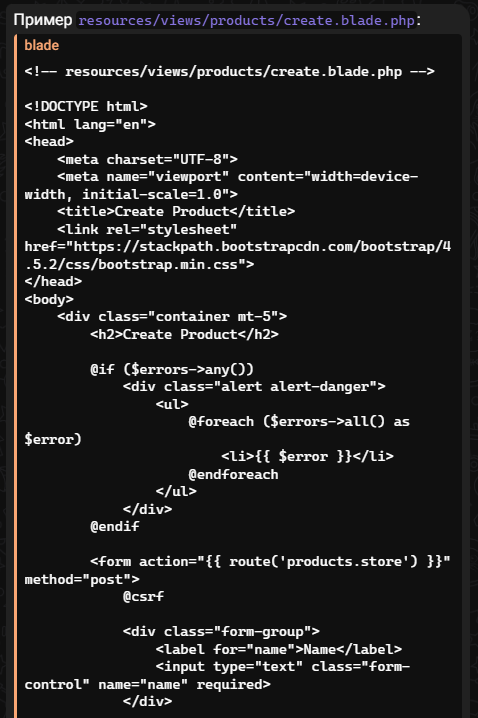 Пример resources/views/products/create.blade.php:
blade
<!-- resources/views/products/create.blade.php -->
<!DOCTYPE html>
<html lang="en">
<head>
    <meta charset="UTF-8">
    <meta name="viewport" content="width=device-
width, initial-scale=1.0">
    <title>Create Product</title>
    <link rel="stylesheet"
href="https://stackpath.bootstrapcdn.com/bootstrap/4
.5.2/css/bootstrap.min.css">
</head>
<body>
    <div class="container mt-5">
        <h2>Create Product</h2>
        @if ($errors->any())
            <div class="alert alert-danger">
                <ul>
                    @foreach ($errors->all() as
$error)
                        <li>{{ $error }}</li>
                    @endforeach
                </ul>
            </div>
        @endif
        <form action="{{ route('products.store') }}"
method="post">
            @csrf
            <div class="form-group">
                <label for="name">Name</label>
                <input type="text" class="form-
control" name="name" required>
            </div>